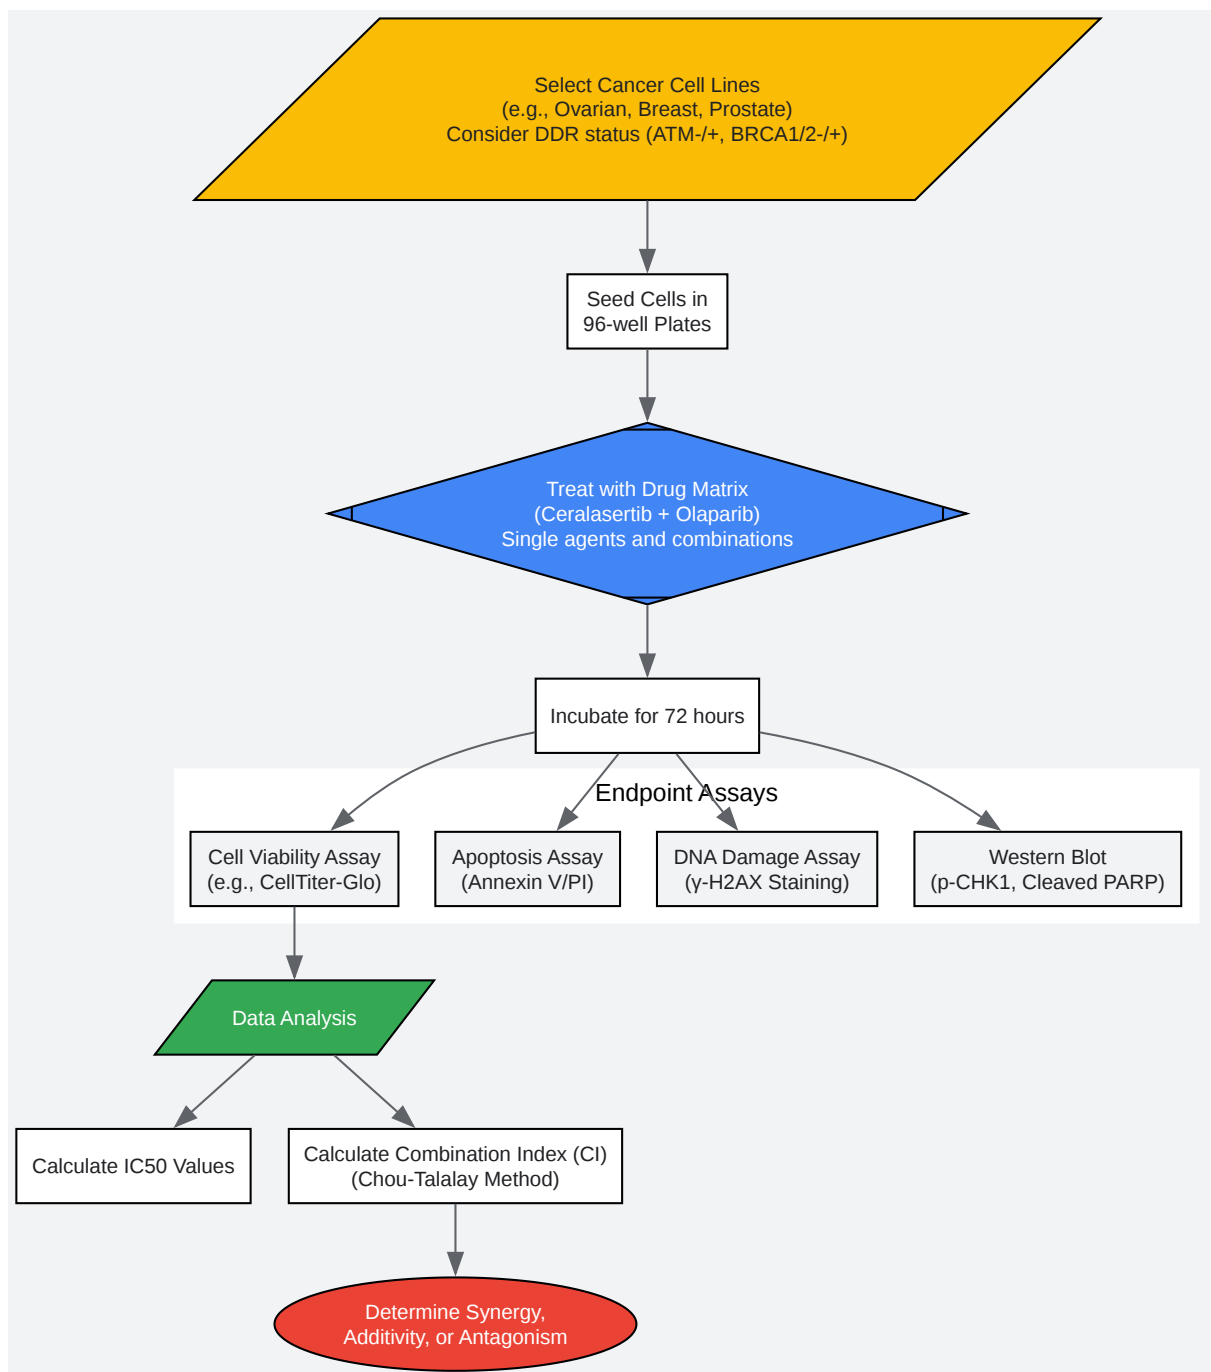 Select Cancer Cell Lines
(e.g., Ovarian, Breast, Prostate)
Consider DDR status (ATM-/+, BRCA1/2-/+)
Seed Cells in
96-well Plates
Treat with Drug Matrix
(Ceralasertib + Olaparib)
Single agents and combinations
Incubate for 72 hours
Endpoint Assays
Cell Viability Assay
(e.g., CellTiter-Glo)
Apoptosis Assay
(Annexin V/PI)
DNA Damage Assay
(γ-H2AX Staining)
Western Blot
(p-CHK1, Cleaved PARP)
Data Analysis
Calculate IC50 Values
Calculate Combination Index (CI)
(Chou-Talalay Method)
Determine Synergy,
Additivity, or Antagonism